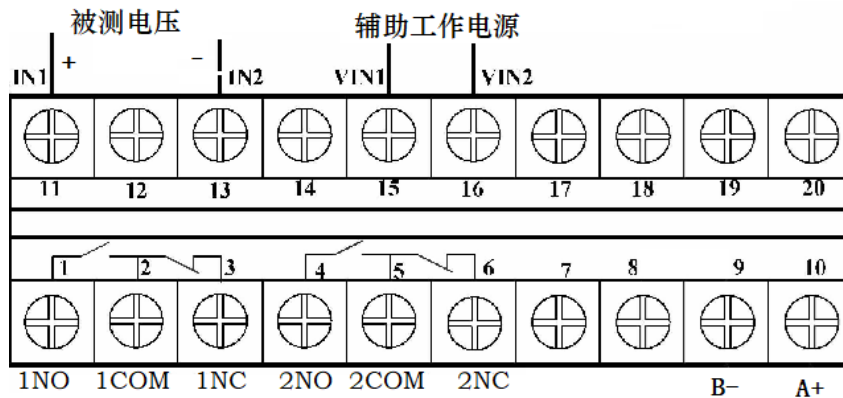 被测电压 辅助工作电源
IN1 + - IN2 VIN1 VIN2
11 12 13 14 15 16 17 18 19 20
1 2 3 4 5 6 7 8 9 10
1NO 1COM 1NC 2NO 2COM 2NC B- A+